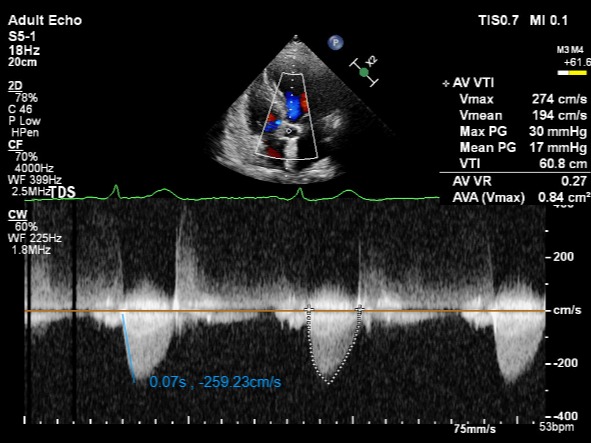 Adult Echo
TIS0.7 MI 0.1
S5-1
18Hz
20cm
P
X2
M3 M4
+61.6
2D
78%
C 46
P Low
HPen
CF
70%
4000Hz
WF 399Hz
2.5MHz
TDS
AV VTI
Vmax 274 cm/s
Vmean 194 cm/s
Max PG 30 mmHg
Mean PG 17 mmHg
VTI 60.8 cm
AV VR 0.27
AVA (Vmax) 0.84 cm²
CW
60%
WF 225Hz
1.8MHz
400
200
cm/s
-200
-400
0.07s , -259.23cm/s
75mm/s
53bpm